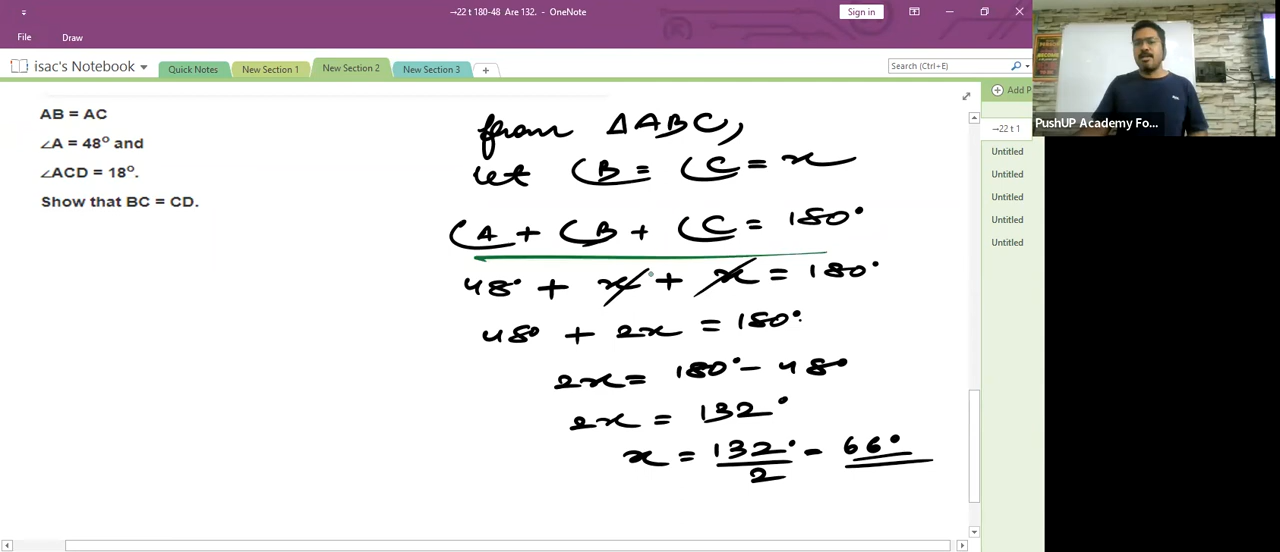 →22 t 180-48 Are 132. - OneNote
Sign in
File
Draw
isac's Notebook
Quick Notes
New Section 1
New Section 2
New Section 3
Search (Ctrl+E)
Add P
→22 t 1
Untitled
Untitled
Untitled
Untitled
Untitled
PushUP Academy Fo...
AB = AC
∠A = 48° and
∠ACD = 18°.
Show that BC = CD.
from ΔABC,
let ∠B = ∠C = x
∠A + ∠B + ∠C = 180°
48° + x + x = 180°
48° + 2x = 180°
2x = 180° - 48°
2x = 132°
x = 132°/2 = 66°